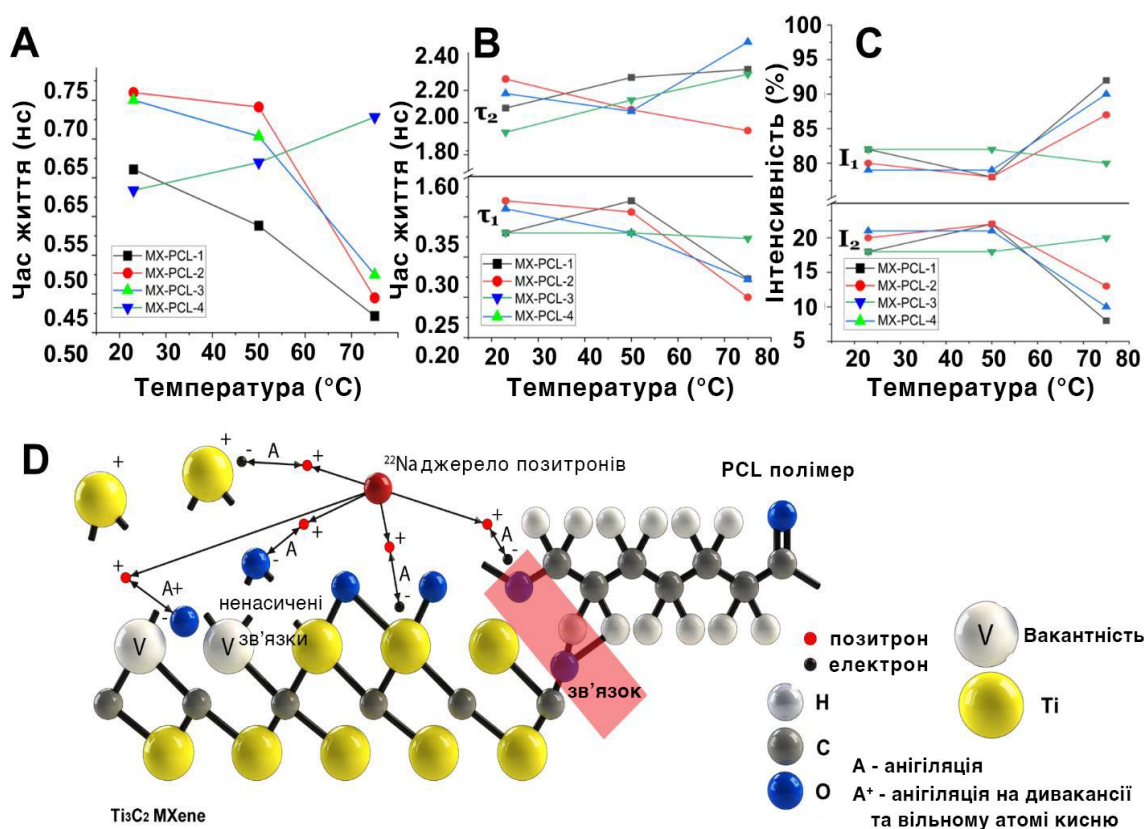 A
Час життя (нс)
0.75
0.70
0.65
0.65
0.55
0.50
0.45
0.50
MX-PCL-1
MX-PCL-2
MX-PCL-3
MX-PCL-4
20 30 40 50 60 70
Температура (°C)
B
Час життя (нс) Час життя (нс)
2.40
2.20
2.00
1.80
1.60
0.35
0.30
0.25
0.20
τ2
τ1
MX-PCL-1
MX-PCL-2
MX-PCL-3
MX-PCL-4
20 30 40 50 60 70 80
Температура (°C)
C
Інтенсивність (%)
100
95
90
85
80
20
15
10
5
I1
I2
MX-PCL-1
MX-PCL-2
MX-PCL-3
MX-PCL-4
20 30 40 50 60 70 80
Температура (°C)
D
+
+
- A +
²²Na джерело позитронів
PCL полімер
+
+
+
A
-
A
-
A
-
+
A+
-
ненасичені
зв’язки
V V
зв’язок
позитрон
електрон
H
C
O
V Вакантність
Ti
А - анігіляція
А⁺ - анігіляція на дивакансії
та вільному атомі кисню
Ti₃C₂ MXene